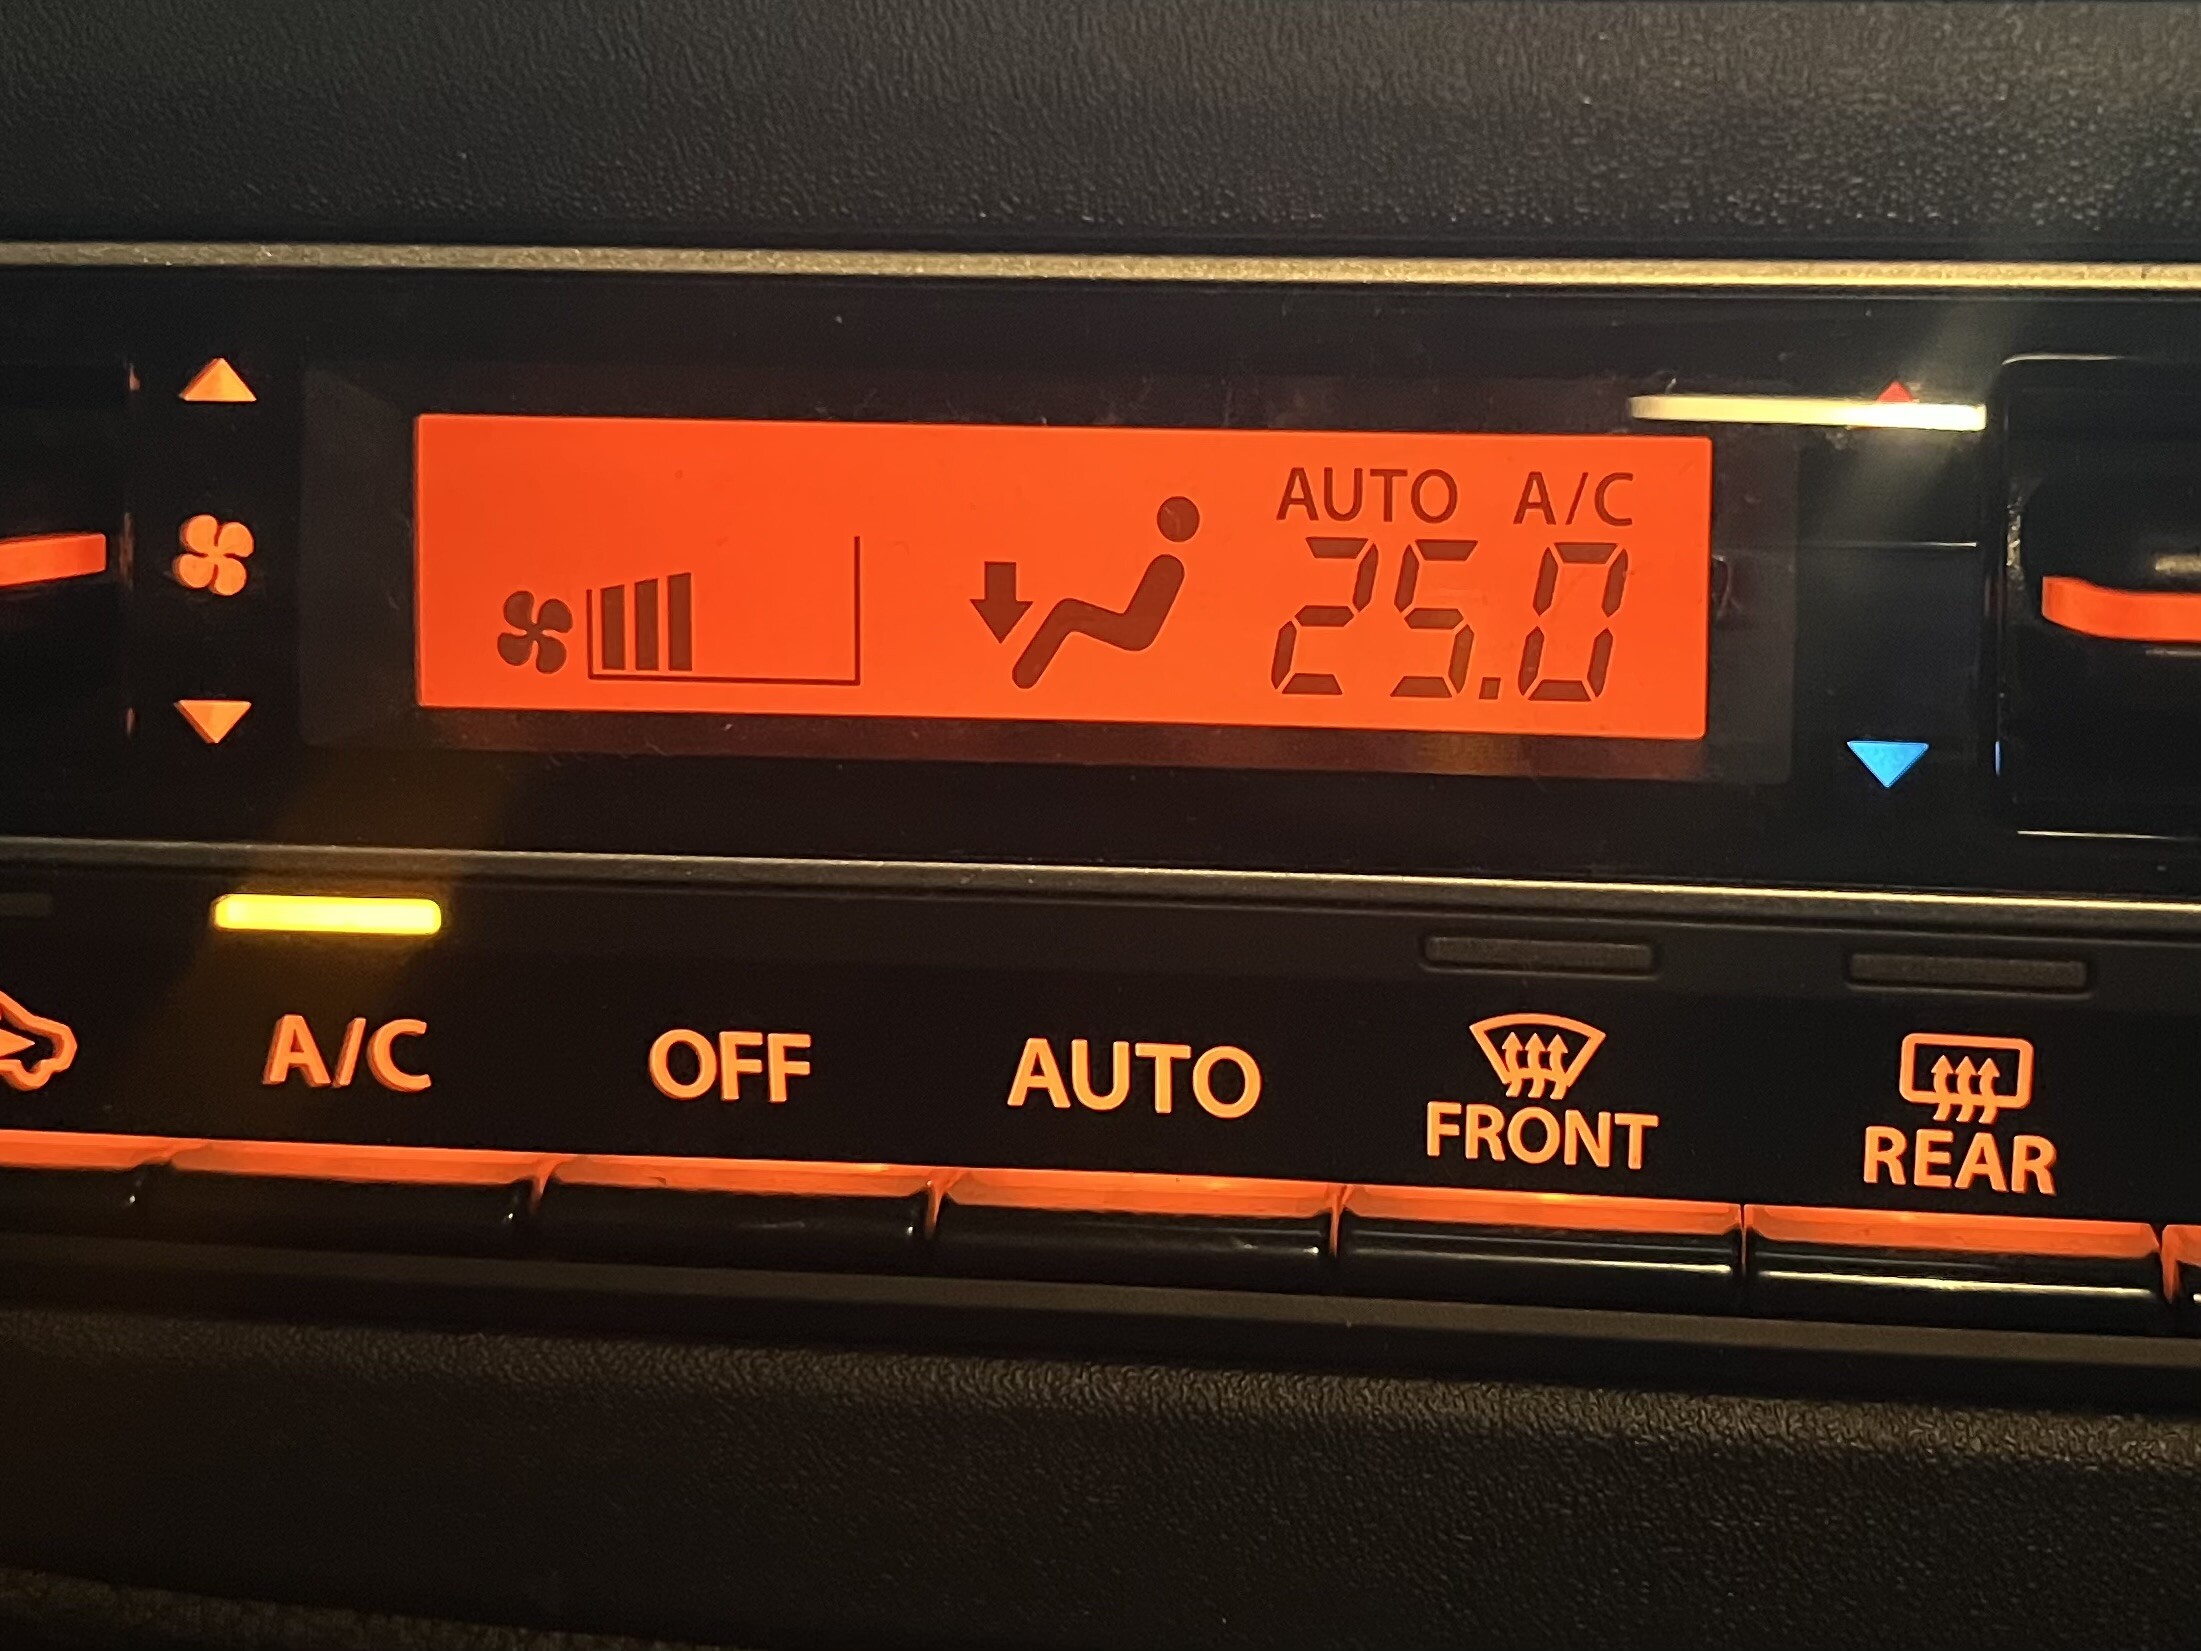 AUTO A/C
25.0
A/C OFF AUTO FRONT REAR